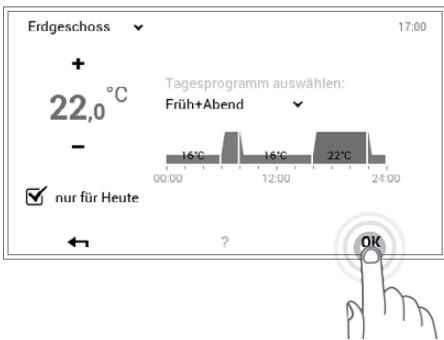 Erdgeschoss
17:00
+
22,0 °C
−
Tagesprogramm auswählen:
Früh+Abend
16°C 16°C 22°C
00:00 12:00 24:00
nur für Heute
? OK